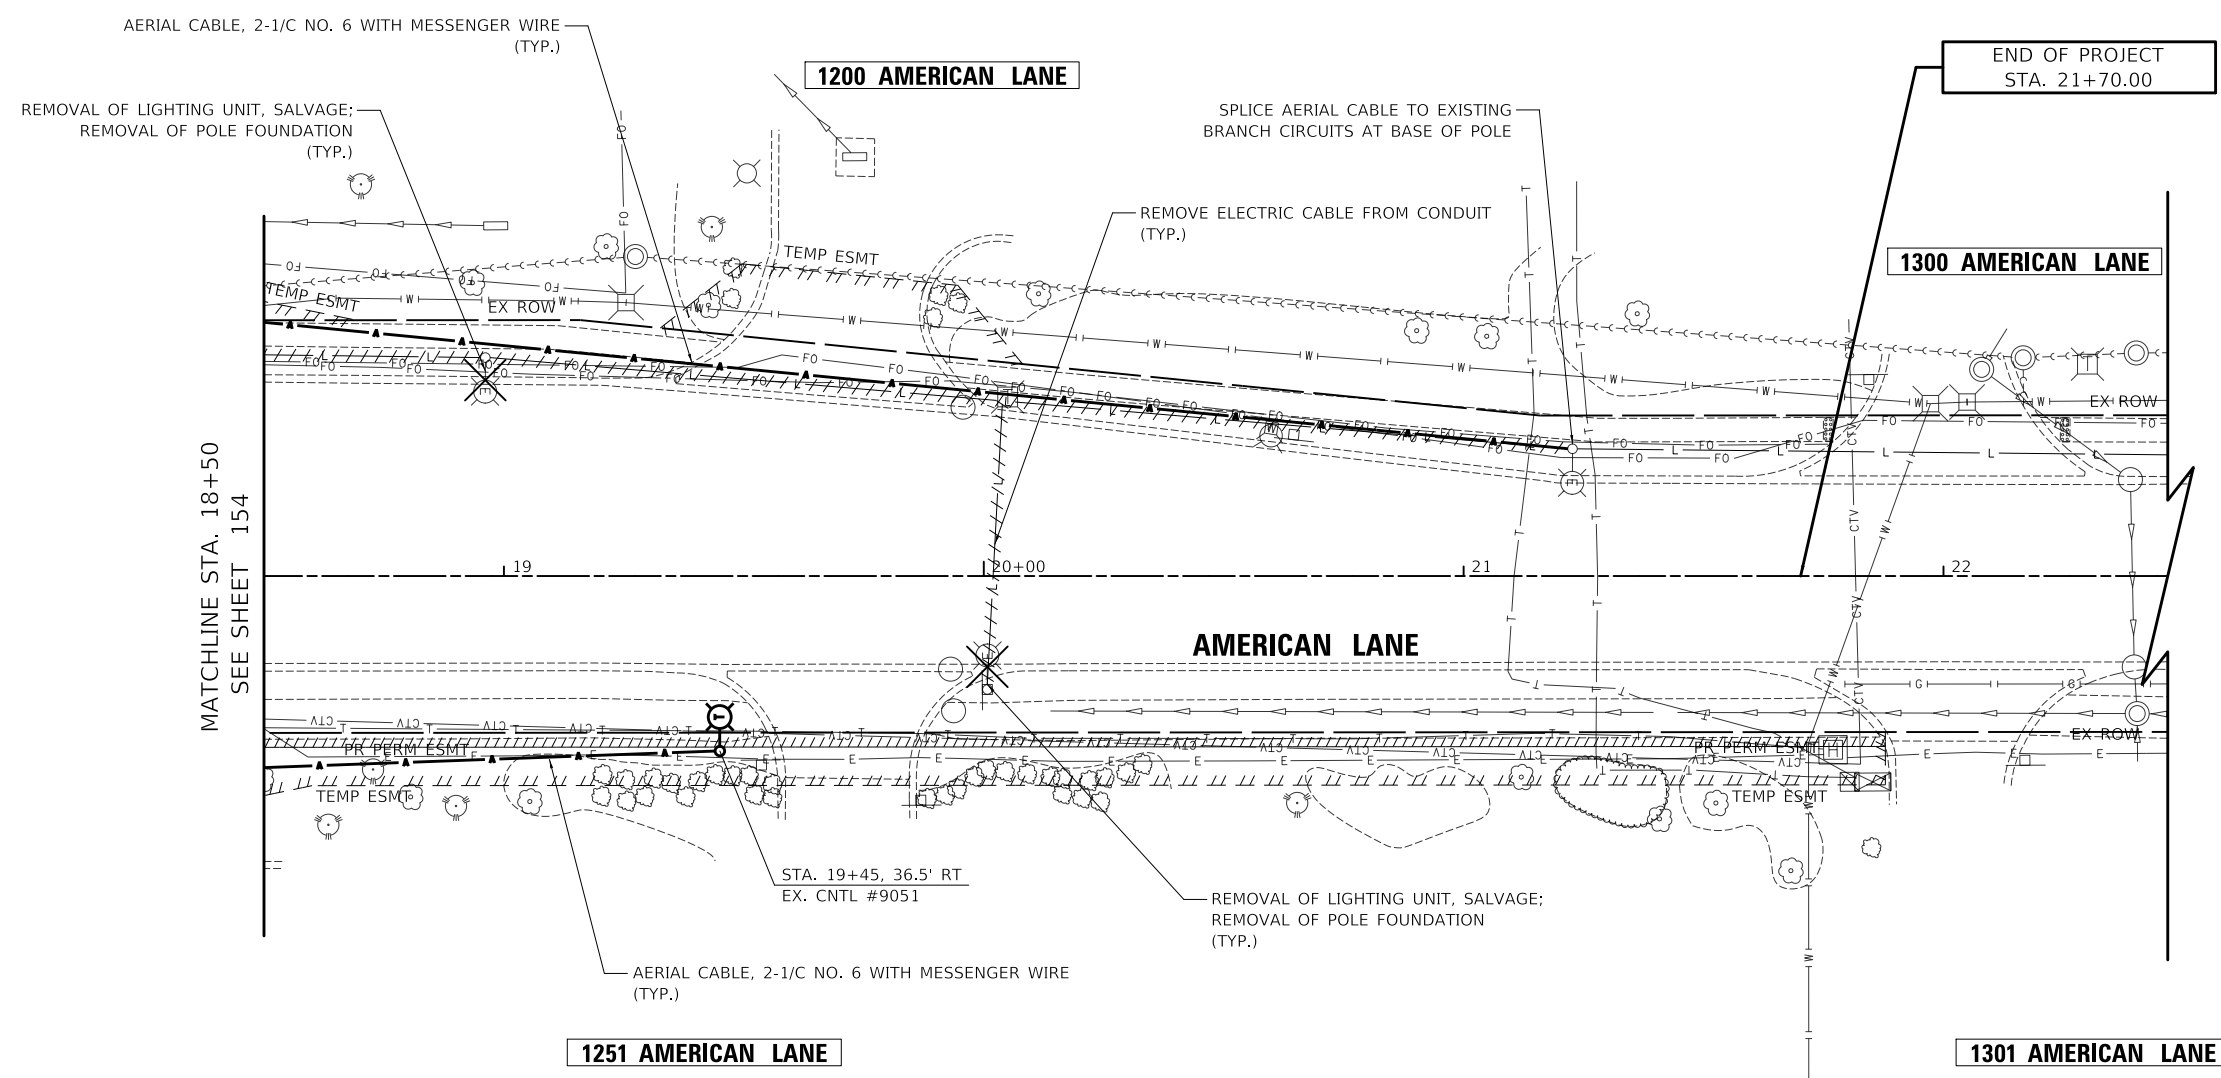 AERIAL CABLE, 2-1/C NO. 6 WITH MESSENGER WIRE
(TYP.)
1200 AMERICAN LANE
END OF PROJECT
STA. 21+70.00
REMOVAL OF LIGHTING UNIT, SALVAGE;
REMOVAL OF POLE FOUNDATION
(TYP.)
SPLICE AERIAL CABLE TO EXISTING
BRANCH CIRCUITS AT BASE OF POLE
REMOVE ELECTRIC CABLE FROM CONDUIT
(TYP.)
TEMP ESMT
1300 AMERICAN LANE
TEMP ESMT
EX ROW
EX ROW
MATCHLINE STA. 18+50
SEE SHEET 154
19
20+00
21
22
AMERICAN LANE
PR PERM ESMT
PR PERM ESMT
EX ROW
TEMP ESMT
TEMP ESMT
STA. 19+45, 36.5' RT
EX. CNTL #9051
REMOVAL OF LIGHTING UNIT, SALVAGE;
REMOVAL OF POLE FOUNDATION
(TYP.)
AERIAL CABLE, 2-1/C NO. 6 WITH MESSENGER WIRE
(TYP.)
1251 AMERICAN LANE
1301 AMERICAN LANE